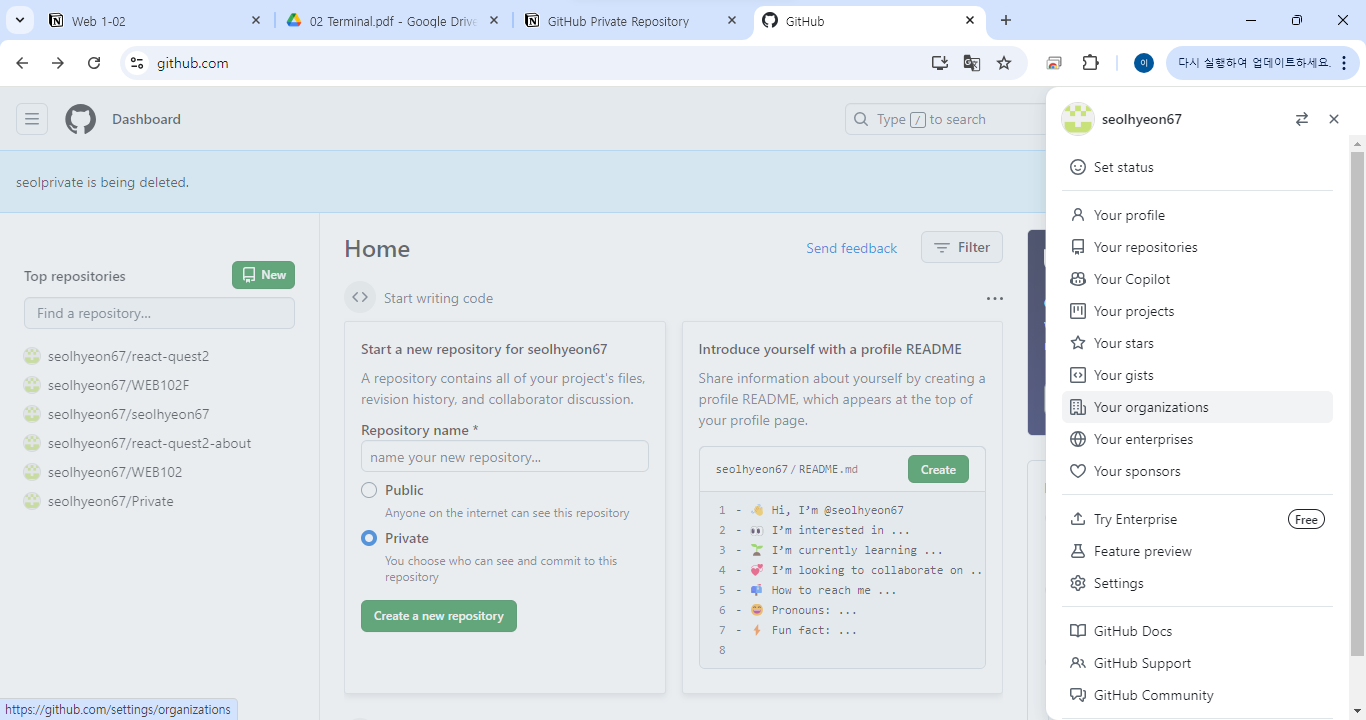 Web 1-02
02 Terminal.pdf - Google Drive
GitHub Private Repository
GitHub
github.com
이
다시 실행하여 업데이트하세요.
Dashboard
Type / to search
seolprivate is being deleted.
Top repositories
New
Find a repository...
seolhyeon67/react-quest2
seolhyeon67/WEB102F
seolhyeon67/seolhyeon67
seolhyeon67/react-quest2-about
seolhyeon67/WEB102
seolhyeon67/Private
Home
Send feedback
Filter
Start writing code
Start a new repository for seolhyeon67
A repository contains all of your project's files,
revision history, and collaborator discussion.
Repository name *
name your new repository...
Public
Anyone on the internet can see this repository
Private
You choose who can see and commit to this
repository
Create a new repository
Introduce yourself with a profile README
Share information about yourself by creating a
profile README, which appears at the top of
your profile page.
seolhyeon67 / README.md
Create
1 - 👋 Hi, I’m @seolhyeon67
2 - 👀 I’m interested in ...
3 - 🌱 I’m currently learning ...
4 - 💞️ I’m looking to collaborate on ..
5 - 📫 How to reach me ...
6 - 😄 Pronouns: ...
7 - ⚡ Fun fact: ...
8
seolhyeon67
Set status
Your profile
Your repositories
Your Copilot
Your projects
Your stars
Your gists
Your organizations
Your enterprises
Your sponsors
Try Enterprise
Free
Feature preview
Settings
GitHub Docs
GitHub Support
GitHub Community
https://github.com/settings/organizations